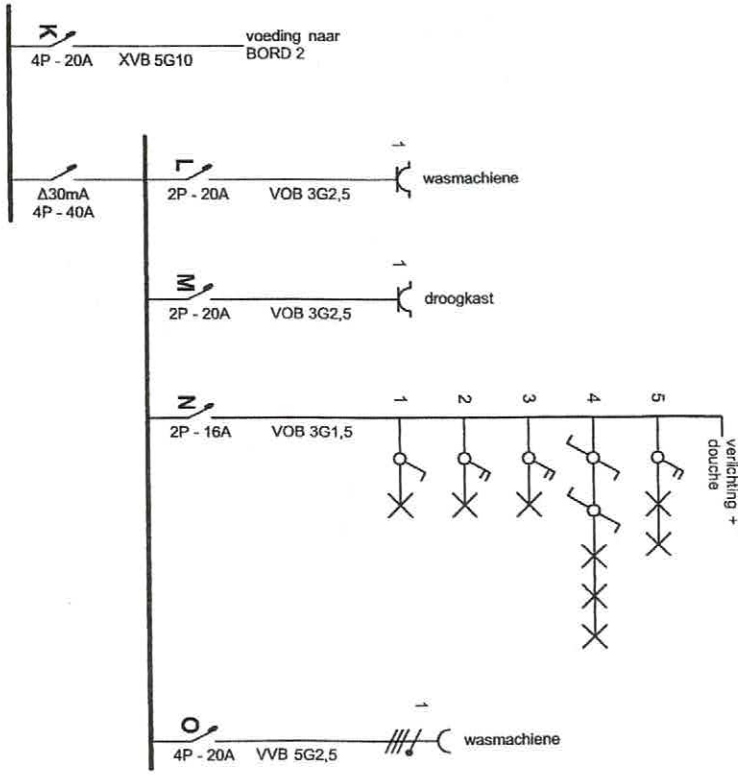 K
4P - 20A XVB 5G10
voeding naar
BORD 2
Δ30mA
4P - 40A
L
2P - 20A VOB 3G2,5
1
wasmachiene
M
2P - 20A VOB 3G2,5
1
droogkast
N
2P - 16A VOB 3G1,5
1 2 3 4 5
verlichting +
douche
O
4P - 20A VVB 5G2,5
1
wasmachiene